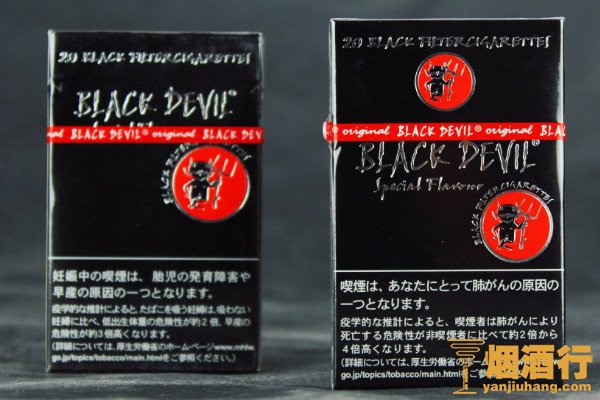 20 BLACK FILTERCIGARETTES
BLACK DEVIL
original BLACK DEVIL® original BLACK DEVIL
妊娠中の喫煙は、胎児の発育障害や
早産の原因の一つとなります。
疫学的な推計によると、たばこを吸う妊婦は、吸わない
妊婦に比べ、低出生体重の危険性が約2倍、早産の
危険性が約3倍高くなります。
(詳細については、厚生労働省のホームページwww.mhlw.
go.jp/topics/tobacco/main.htmlをご参照ください。)
20 BLACK FILTERCIGARETTES
original BLACK DEVIL® original BLACK DEVIL
BLACK DEVIL®
Special Flavour
BLACK FILTERCIGARETTES
喫煙は、あなたにとって肺がんの原因の
一つとなります。
疫学的な推計によると、喫煙者は肺がんにより
死亡する危険性が非喫煙者に比べて約2倍から
4倍高くなります。
(詳細については、厚生労働省のホーム
go.jp/topics/tobacco/main.htmlをご
烟酒行
yanjiuhang.com